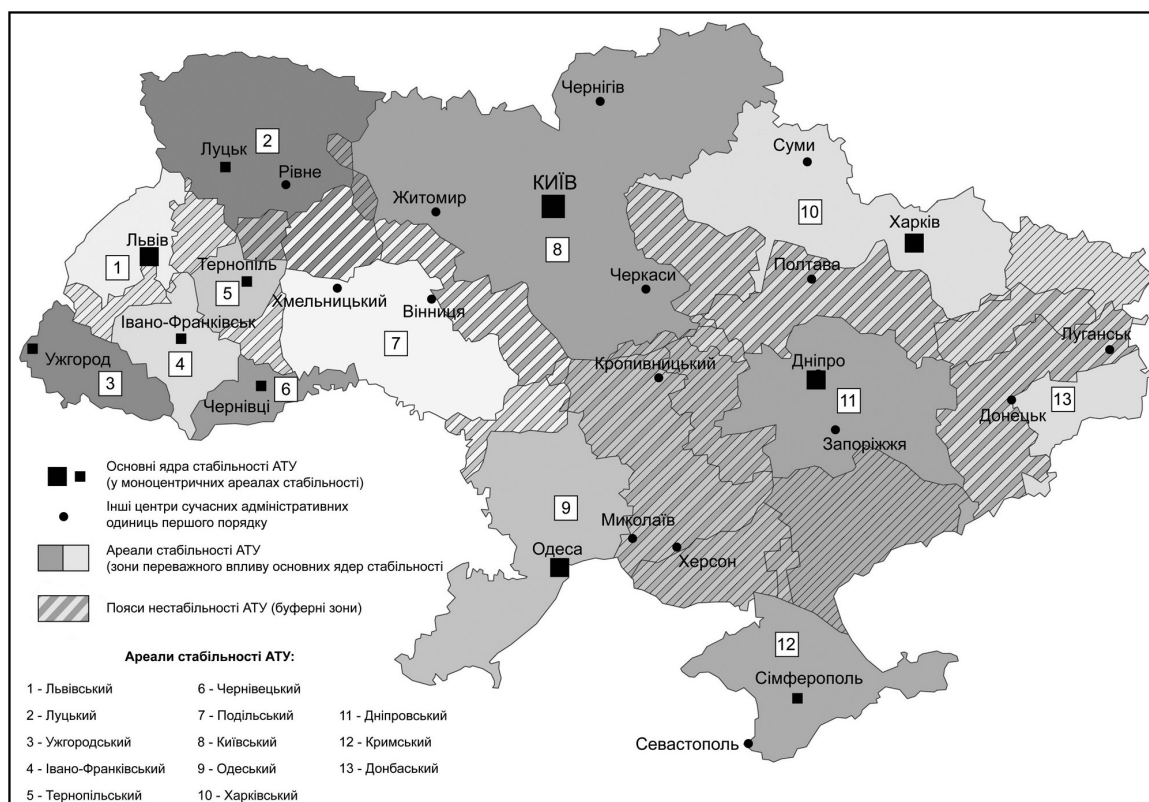 Чернігів
Суми
2
Луцьк
Рівне
КИЇВ
Житомир
10
Харків
Львів
8
1
Тернопіль
Полтава
Черкаси
5
Хмельницький
Вінниця
Івано-Франківськ
7
Луганськ
Ужгород
4
Кропивницький
Дніпро
3
6
Чернівці
11
13
Донецьк
Запоріжжя
9
Миколаїв
Одеса
Херсон
12
Сімферополь
Севастополь
Основні ядра стабільності АТУ
(у моноцентричних ареалах стабільності)
Інші центри сучасних адміністративних
одиниць першого порядку
Ареали стабільності АТУ
(зони переважного впливу основних ядер стабільності
Пояси нестабільності АТУ (буферні зони)
Ареали стабільності АТУ:
1 - Львівський
2 - Луцький
3 - Ужгородський
4 - Івано-Франківський
5 - Тернопільський
6 - Чернівецький
7 - Подільський
8 - Київський
9 - Одеський
10 - Харківський
11 - Дніпровський
12 - Кримський
13 - Донбаський